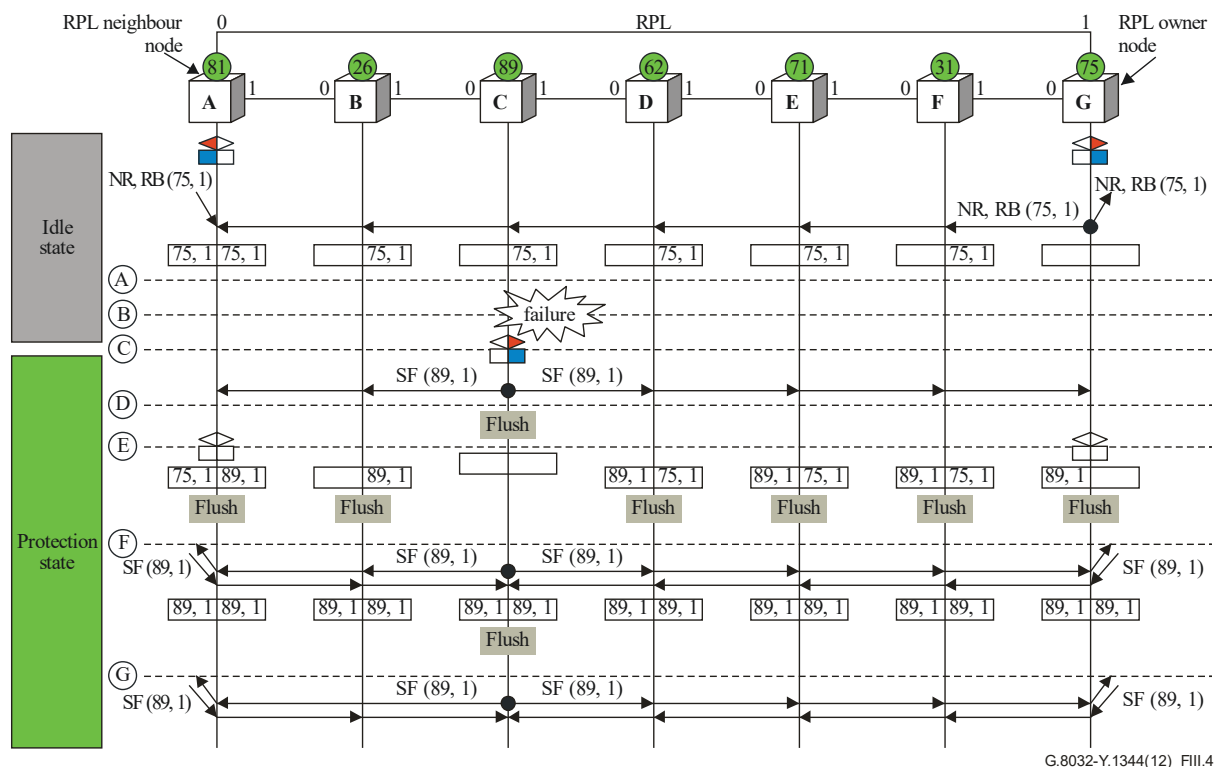 RPL neighbour node
0
RPL
1
RPL owner node
81 26 89 62 71 31 75
A 1 0 B 1 0 C 1 0 D 1 0 E 1 0 F 1 0 G
Idle state
NR, RB (75, 1)
NR, RB (75, 1)
NR, RB (75, 1)
75, 1 75, 1
75, 1
75, 1
75, 1
75, 1
75, 1
A
B
failure
C
Protection state
SF (89, 1) SF (89, 1)
D
Flush
E
75, 1 89, 1
89, 1
89, 1 75, 1
89, 1 75, 1
89, 1 75, 1
89, 1
Flush Flush Flush Flush Flush Flush
F
SF (89, 1) SF (89, 1) SF (89, 1) SF (89, 1)
89, 1 89, 1
89, 1 89, 1
89, 1 89, 1
89, 1 89, 1
89, 1 89, 1
89, 1 89, 1
89, 1 89, 1
Flush
G
SF (89, 1) SF (89, 1) SF (89, 1) SF (89, 1)
G.8032-Y.1344(12)_FIII.4